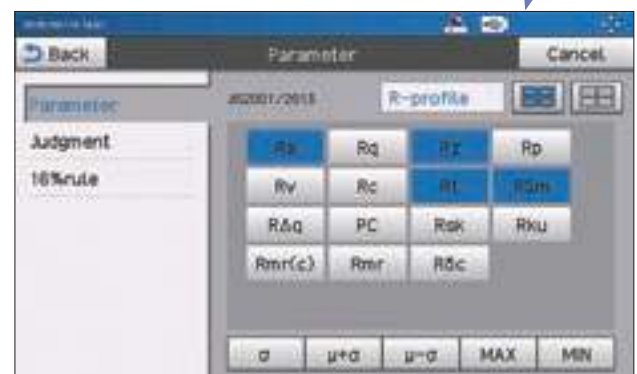 Back Parameter Cancel
Parameter JIS2001/2013 R-profile
Judgment Ra Rq Rz Rp
16%rule Rv Rc Rt RSm
RΔq PC Rsk Rku
Rmr(c) Rmr Rδc
σ μ+σ μ-σ MAX MIN